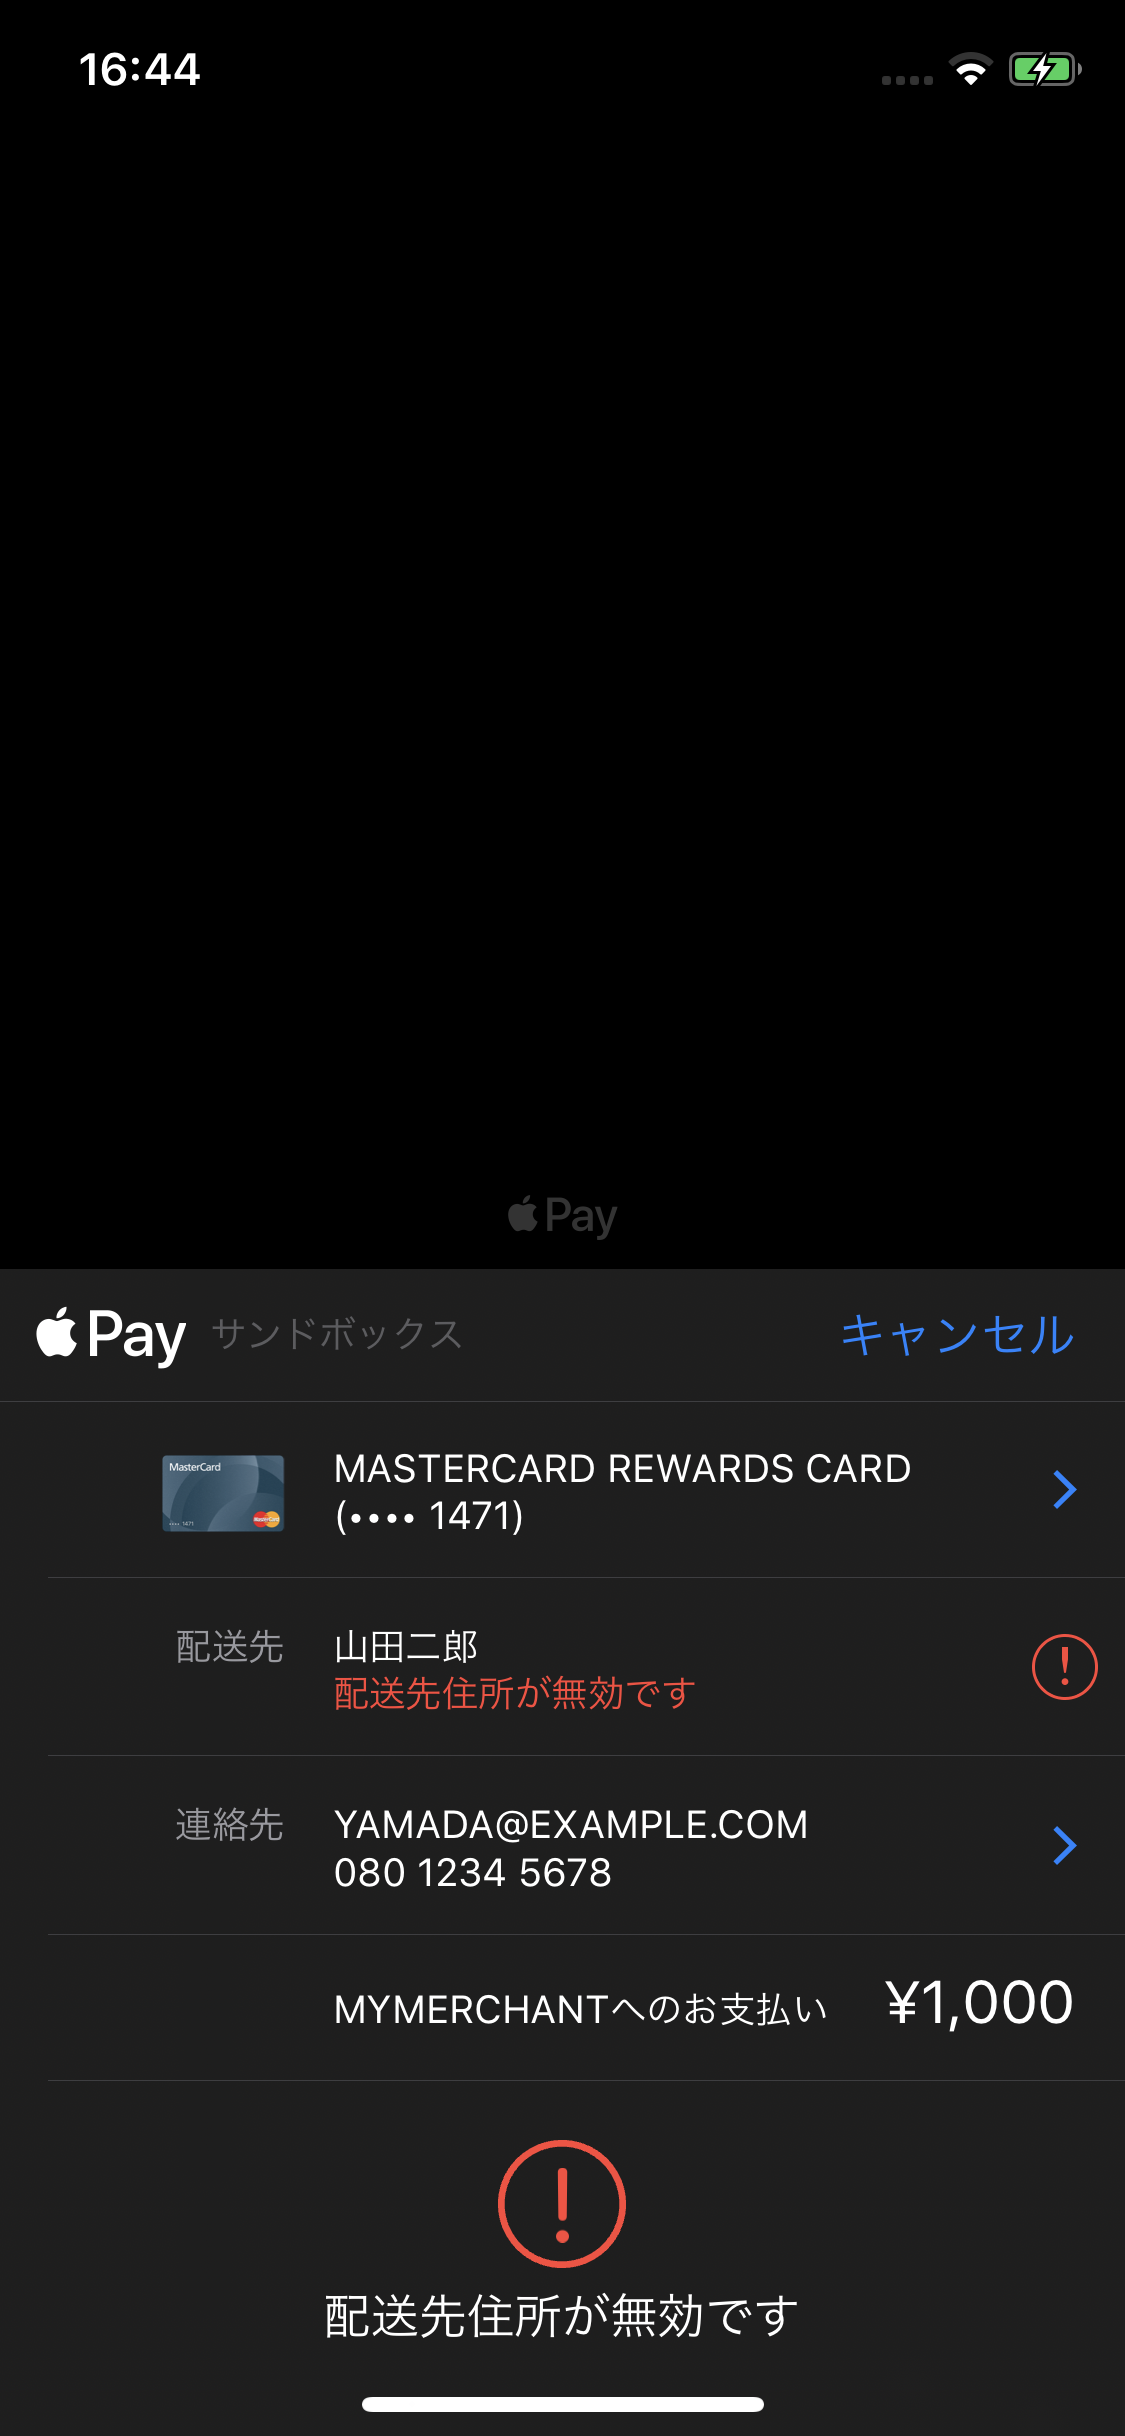 16:44
Pay
Pay サンドボックス キャンセル
MasterCard
MASTERCARD REWARDS CARD
(•••• 1471)
•••• 1471
MasterCard
配送先 山田二郎
配送先住所が無効です
連絡先 YAMADA@EXAMPLE.COM
080 1234 5678
MYMERCHANTへのお支払い ¥1,000
配送先住所が無効です